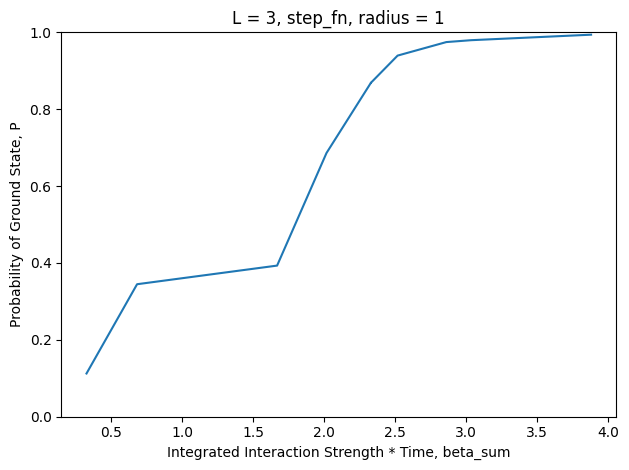 L = 3, step_fn, radius = 1
1.0
0.8
0.6
0.4
0.2
0.0
Probability of Ground State, P
0.5 1.0 1.5 2.0 2.5 3.0 3.5 4.0
Integrated Interaction Strength * Time, beta_sum